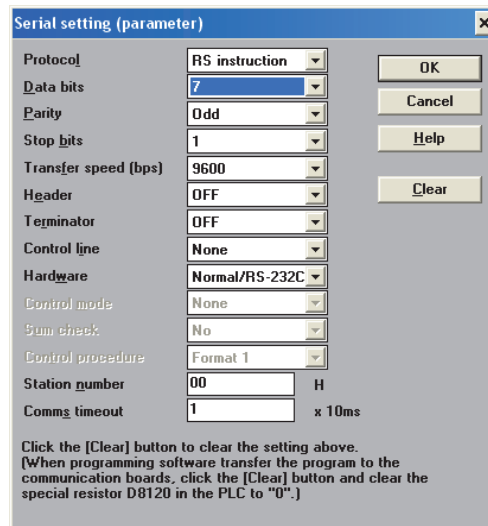 Serial setting (parameter)
Protocol RS instruction OK
Data bits 7
Cancel
Parity Odd
Stop bits 1 Help
Transfer speed (bps) 9600
Header OFF Clear
Terminator OFF
Control line None
Hardware Normal/RS-232C
Control mode None
Sum check No
Control procedure Format 1
Station number 00 H
Comms timeout 1 x 10ms
Click the [Clear] button to clear the setting above.
(When programming software transfer the program to the
communication boards, click the [Clear] button and clear the
special resistor D8120 in the PLC to "0".)